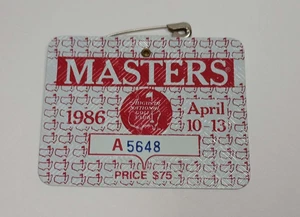 MASTERS
1986 April
10-13
A 5648
PRICE $75